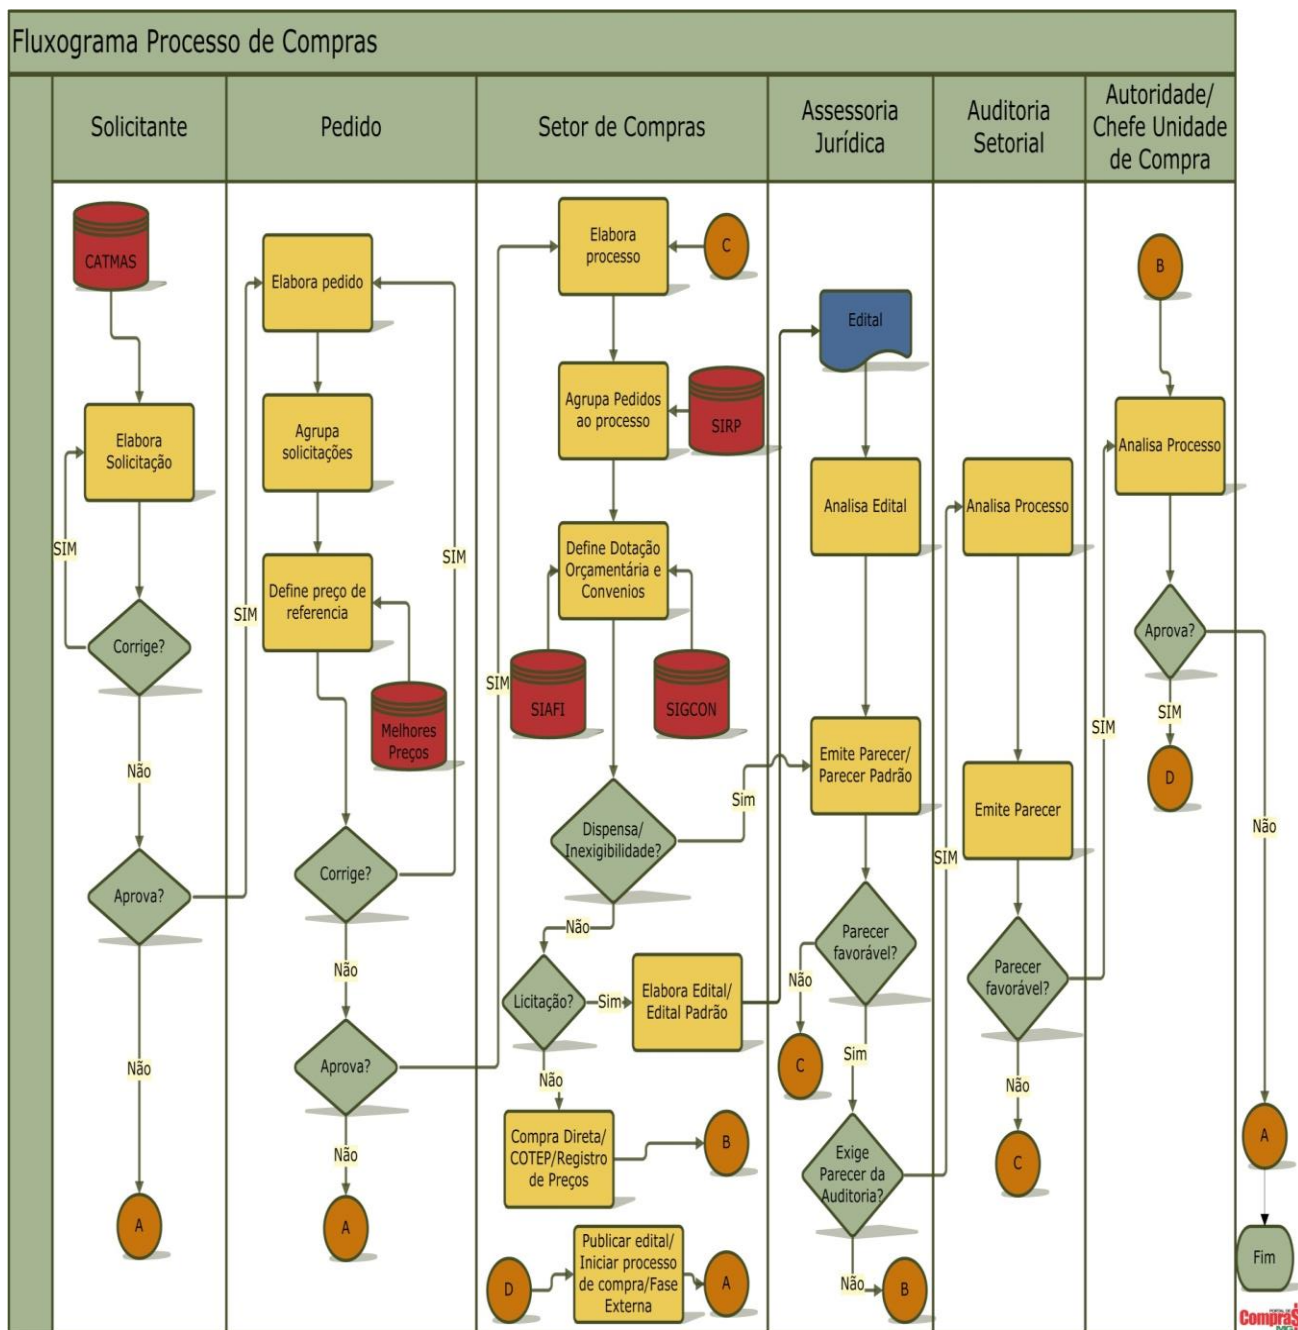 Fluxograma Processo de Compras
Solicitante
Pedido
Setor de Compras
Assessoria
Jurídica
Auditoria
Setorial
Autoridade/
Chefe Unidade
de Compra
CATMAS
Elabora
Solicitação
SIM
Corrige?
Não
Aprova?
Não
A
SIM
Elabora pedido
Agrupa
solicitações
Define preço de
referencia
SIM
Melhores
Preços
Corrige?
Não
Aprova?
Não
A
SIM
Elabora
processo
C
Agrupa Pedidos
ao processo
SIRP
Define Dotação
Orçamentária e
Convenios
SIAFI
SIGCON
Dispensa/
Inexigibilidade?
Sim
Não
Licitação?
Sim
Elabora Edital/
Edital Padrão
Não
Compra Direta/
COTEP/Registro
de Preços
B
D
Publicar edital/
Iniciar processo
de compra/Fase
Externa
A
Edital
Analisa Edital
Emite Parecer/
Parecer Padrão
Parecer
favorável?
Não
C
Sim
Exige
Parecer da
Auditoria?
Não
B
SIM
Analisa Processo
Emite Parecer
Parecer
favorável?
Não
C
SIM
B
Analisa Processo
Aprova?
SIM
D
Não
A
Fim
PORTAL DE
Compras
MG